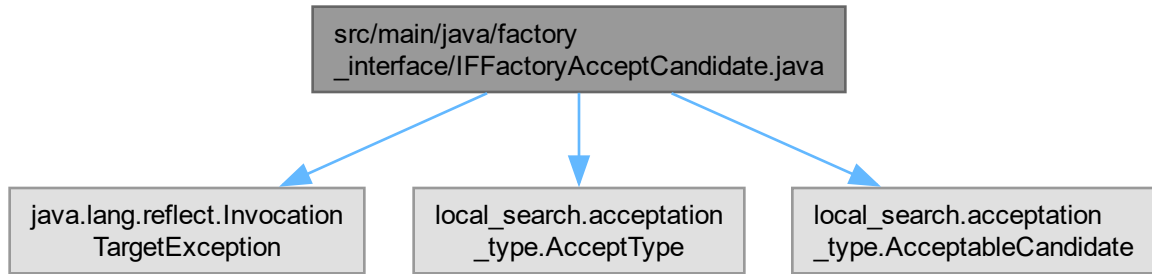 src/main/java/factory
_interface/IFFactoryAcceptCandidate.java
java.lang.reflect.Invocation
TargetException
local_search.acceptation
_type.AcceptType
local_search.acceptation
_type.AcceptableCandidate